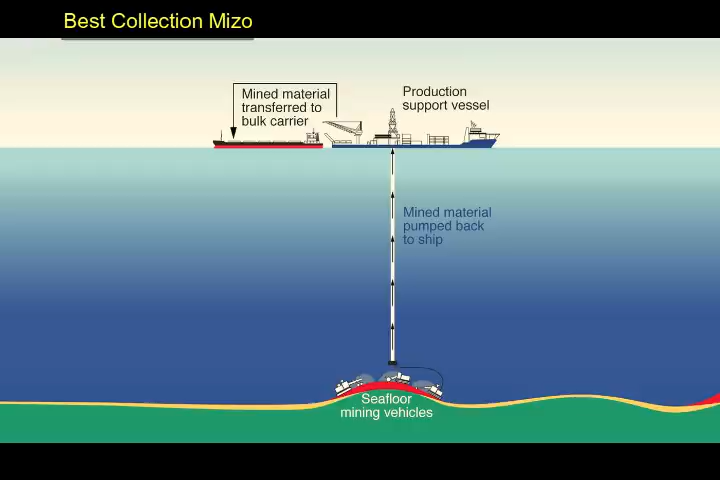 Best Collection Mizo
Mined material
transferred to
bulk carrier
Production
support vessel
Mined material
pumped back
to ship
Seafloor
mining vehicles